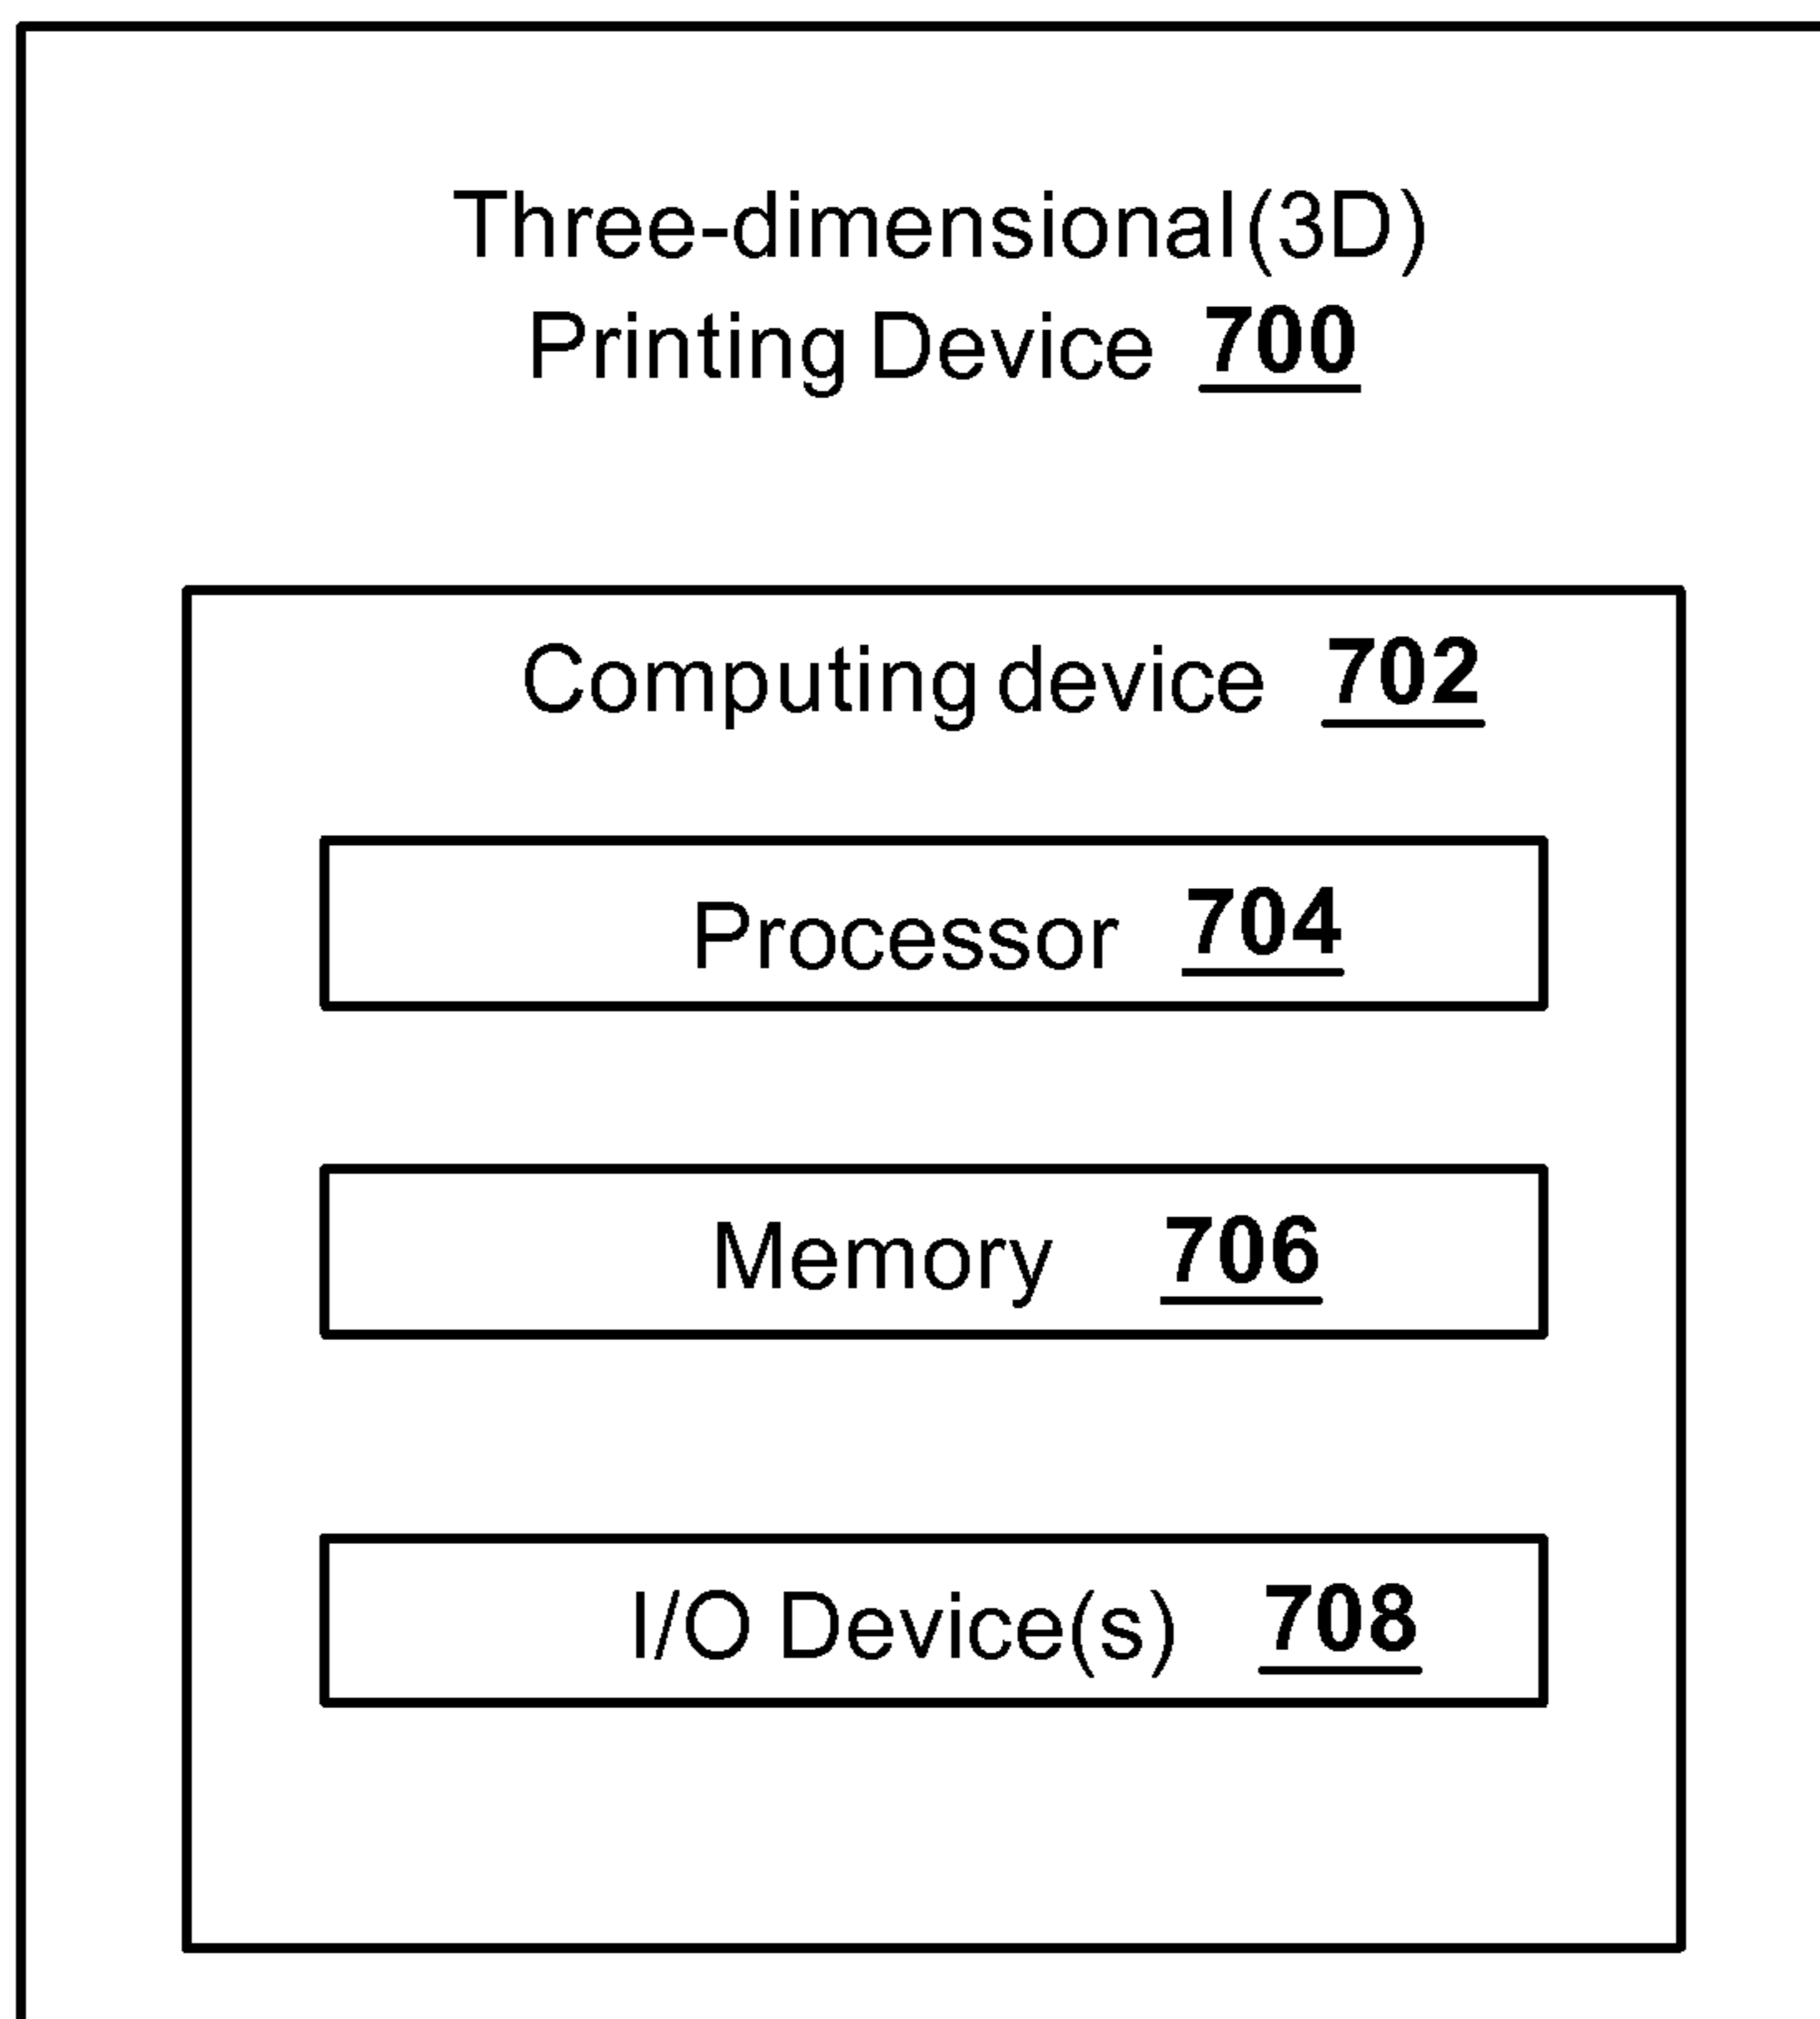 Three-dimensional (3D)
Printing Device 700
Computing device 702
Processor 704
Memory 706
I/O Device(s) 708